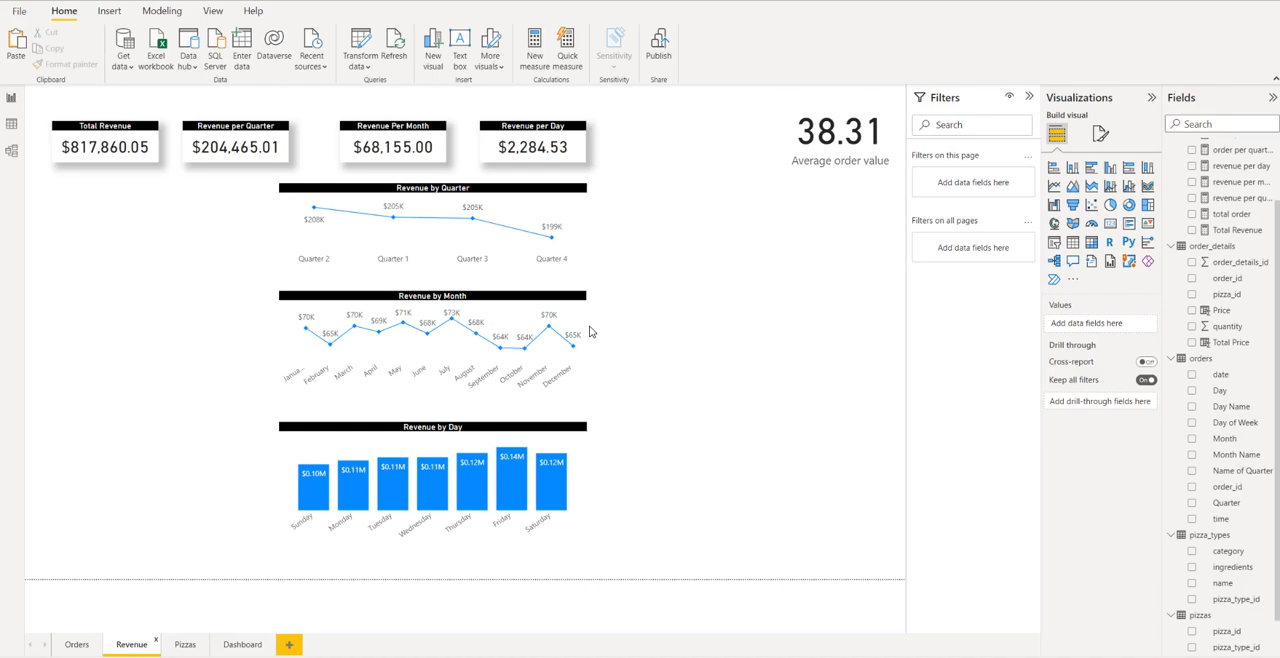 File Home Insert Modeling View Help
Paste
Cut
Copy
Format painter
Clipboard
Get data
Excel workbook
Data hub
SQL Server
Enter data
Dataverse
Recent sources
Data
Transform data
Refresh
Queries
New visual
Text box
More visuals
Insert
New measure
Quick measure
Calculations
Sensitivity
Sensitivity
Publish
Share
Total Revenue
$817,860.05
Revenue per Quarter
$204,465.01
Revenue Per Month
$68,155.00
Revenue per Day
$2,284.53
38.31
Average order value
Revenue by Quarter
$208K $205K $205K $199K
Quarter 2 Quarter 1 Quarter 3 Quarter 4
Revenue by Month
$70K $65K $70K $69K $71K $68K $73K $68K $64K $64K $70K $65K
Janua... February March April May June July August September October November December
Revenue by Day
$0.10M $0.11M $0.11M $0.11M $0.12M $0.14M $0.12M
Sunday Monday Tuesday Wednesday Thursday Friday Saturday
Orders Revenue x Pizzas Dashboard +
Filters
Search
Filters on this page ...
Add data fields here
Filters on all pages ...
Add data fields here
Visualizations
Build visual
R Py
...
Values
Add data fields here
Drill through
Cross-report Off
Keep all filters On
Add drill-through fields here
Fields
Search
order per quart...
revenue per day
revenue per m...
revenue per qu...
total order
Total Revenue
order_details
order_details_id
order_id
pizza_id
Price
quantity
Total Price
orders
date
Day
Day Name
Day of Week
Month
Month Name
Name of Quarter
order_id
Quarter
time
pizza_types
category
ingredients
name
pizza_type_id
pizzas
pizza_id
pizza_type_id